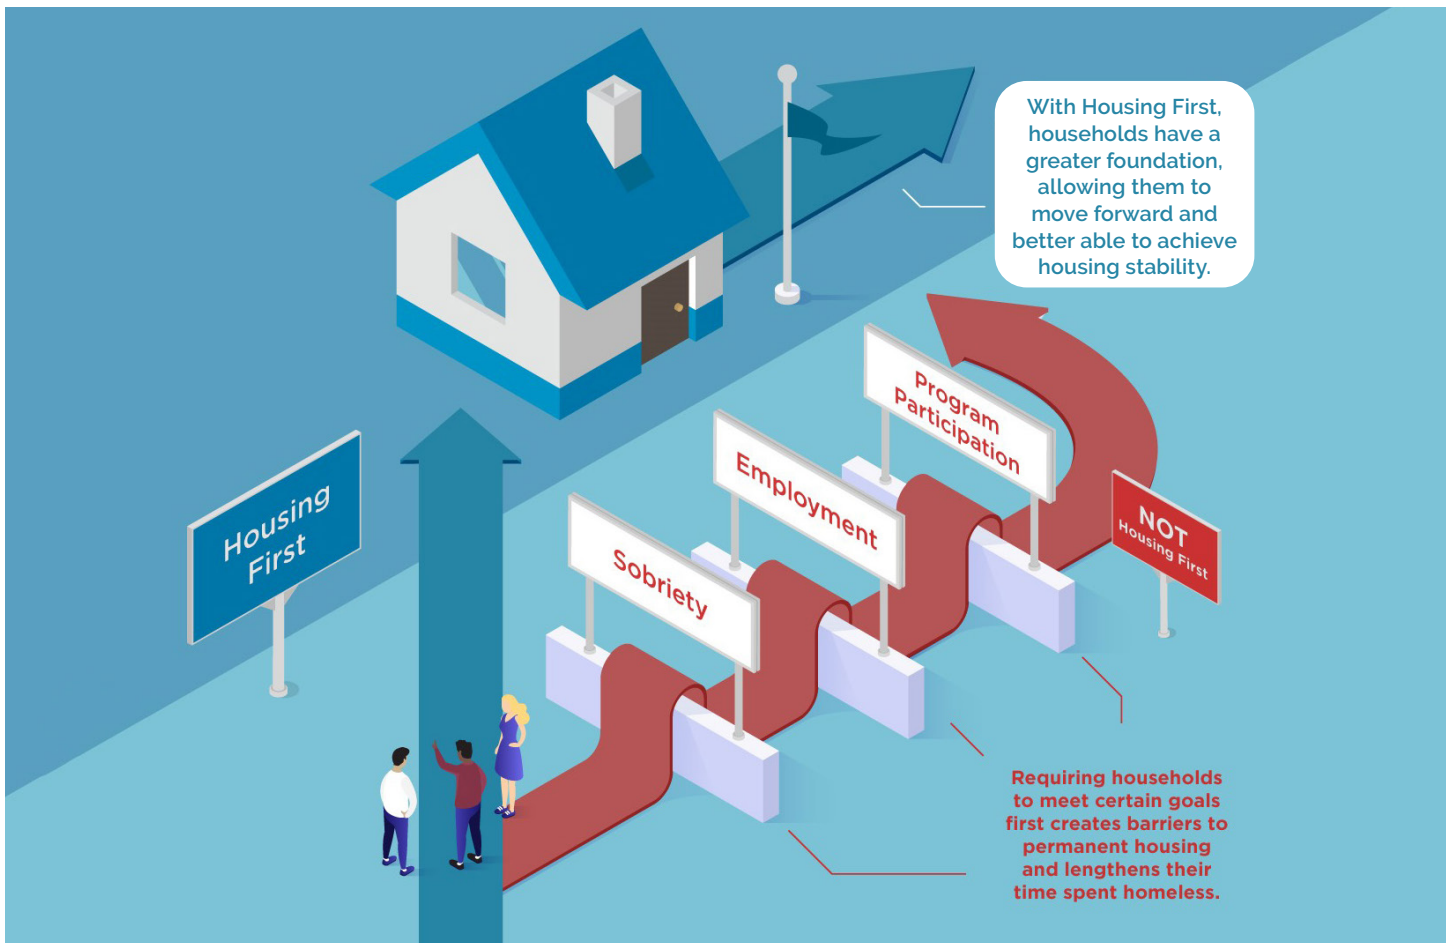 With Housing First,
households have a
greater foundation,
allowing them to
move forward and
better able to achieve
housing stability.
Program
Participation
Employment
Sobriety
Housing
First
NOT
Housing First
Requiring households
to meet certain goals
first creates barriers to
permanent housing
and lengthens their
time spent homeless.